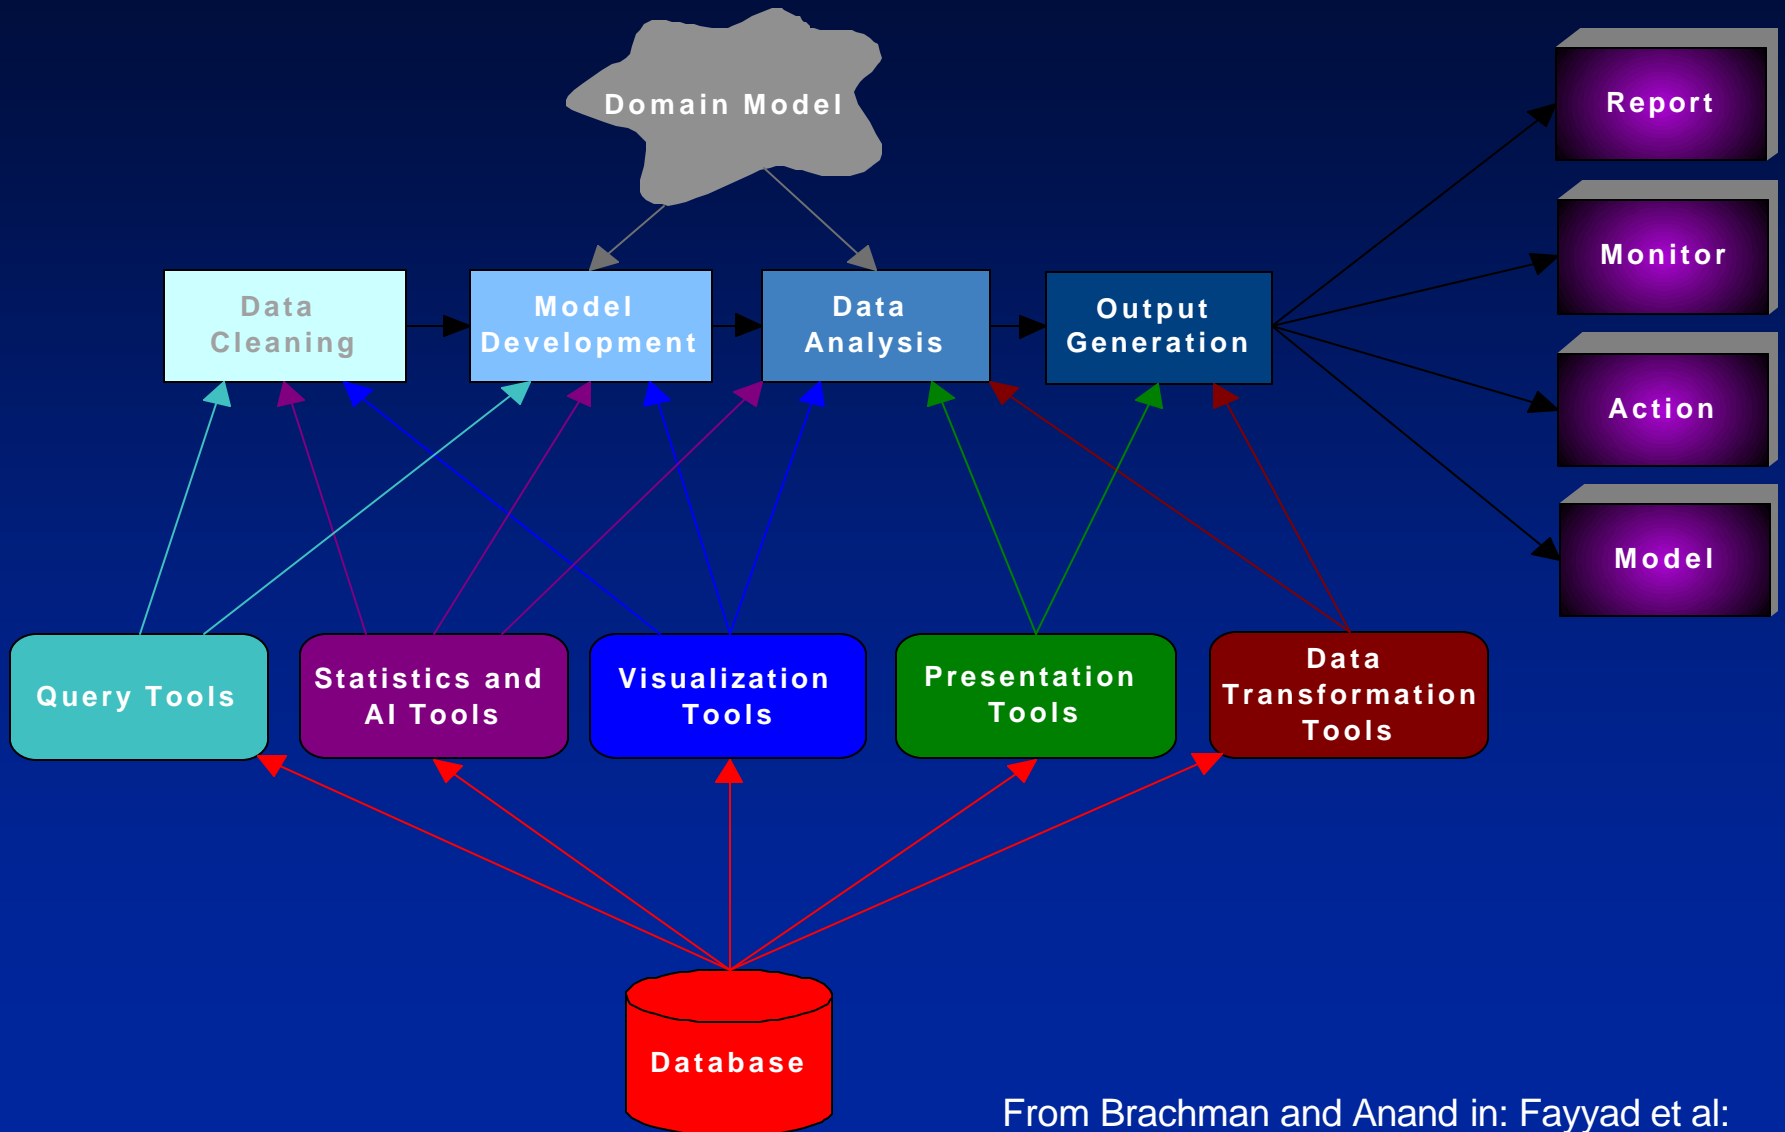 Domain Model
Report
Monitor
Action
Model
Data
Cleaning
Model
Development
Data
Analysis
Output
Generation
Query Tools
Statistics and
AI Tools
Visualization
Tools
Presentation
Tools
Data
Transformation
Tools
Database
From Brachman and Anand in: Fayyad et al: